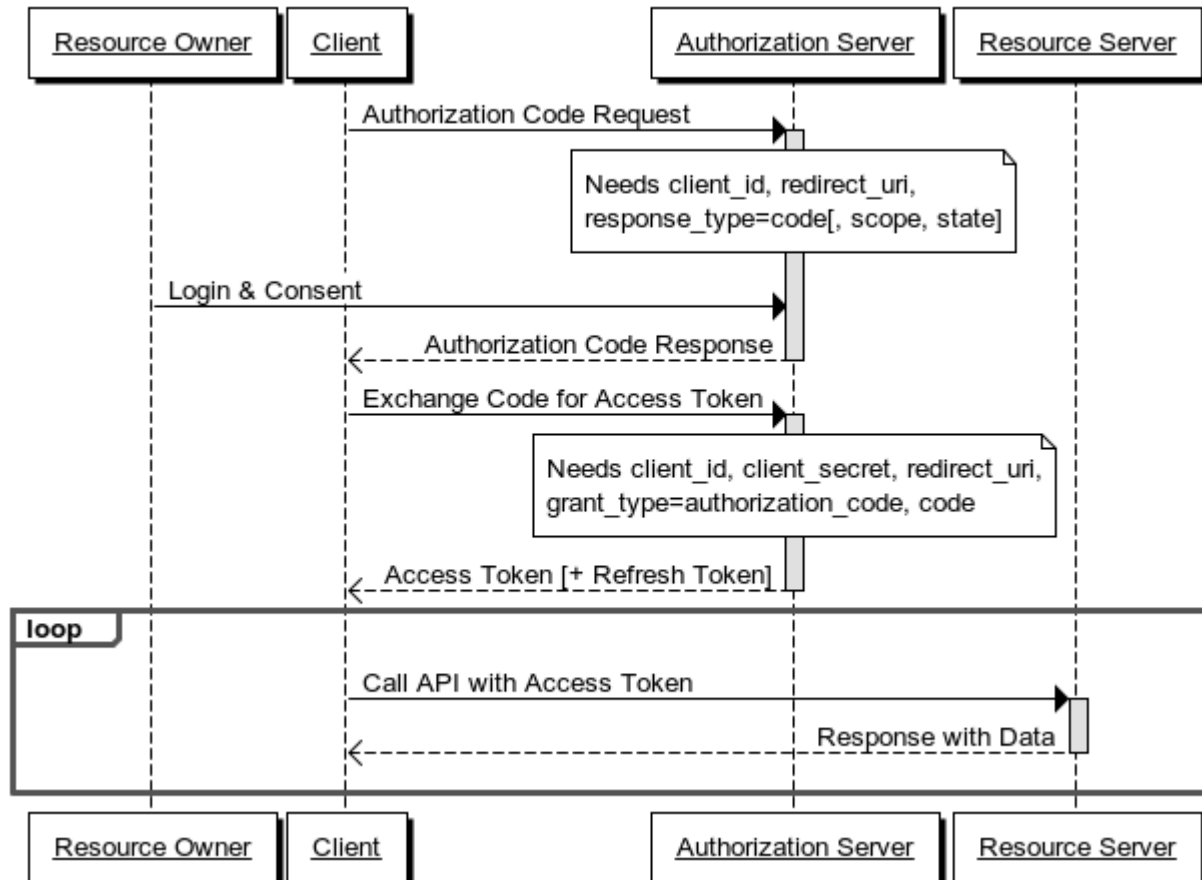 Resource Owner
Client
Authorization Server
Resource Server
Authorization Code Request
Needs client_id, redirect_uri,
response_type=code[, scope, state]
Login & Consent
Authorization Code Response
Exchange Code for Access Token
Needs client_id, client_secret, redirect_uri,
grant_type=authorization_code, code
Access Token [+ Refresh Token]
loop
Call API with Access Token
Response with Data
Resource Owner
Client
Authorization Server
Resource Server